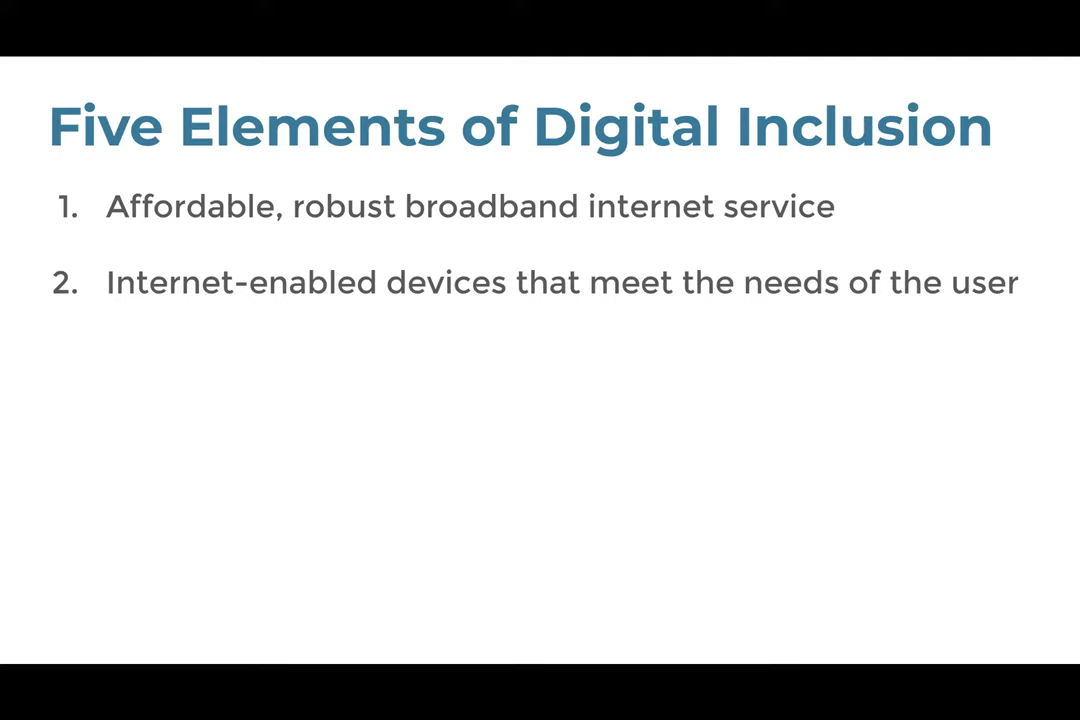 Five Elements of Digital Inclusion
1. Affordable, robust broadband internet service
2. Internet-enabled devices that meet the needs of the user